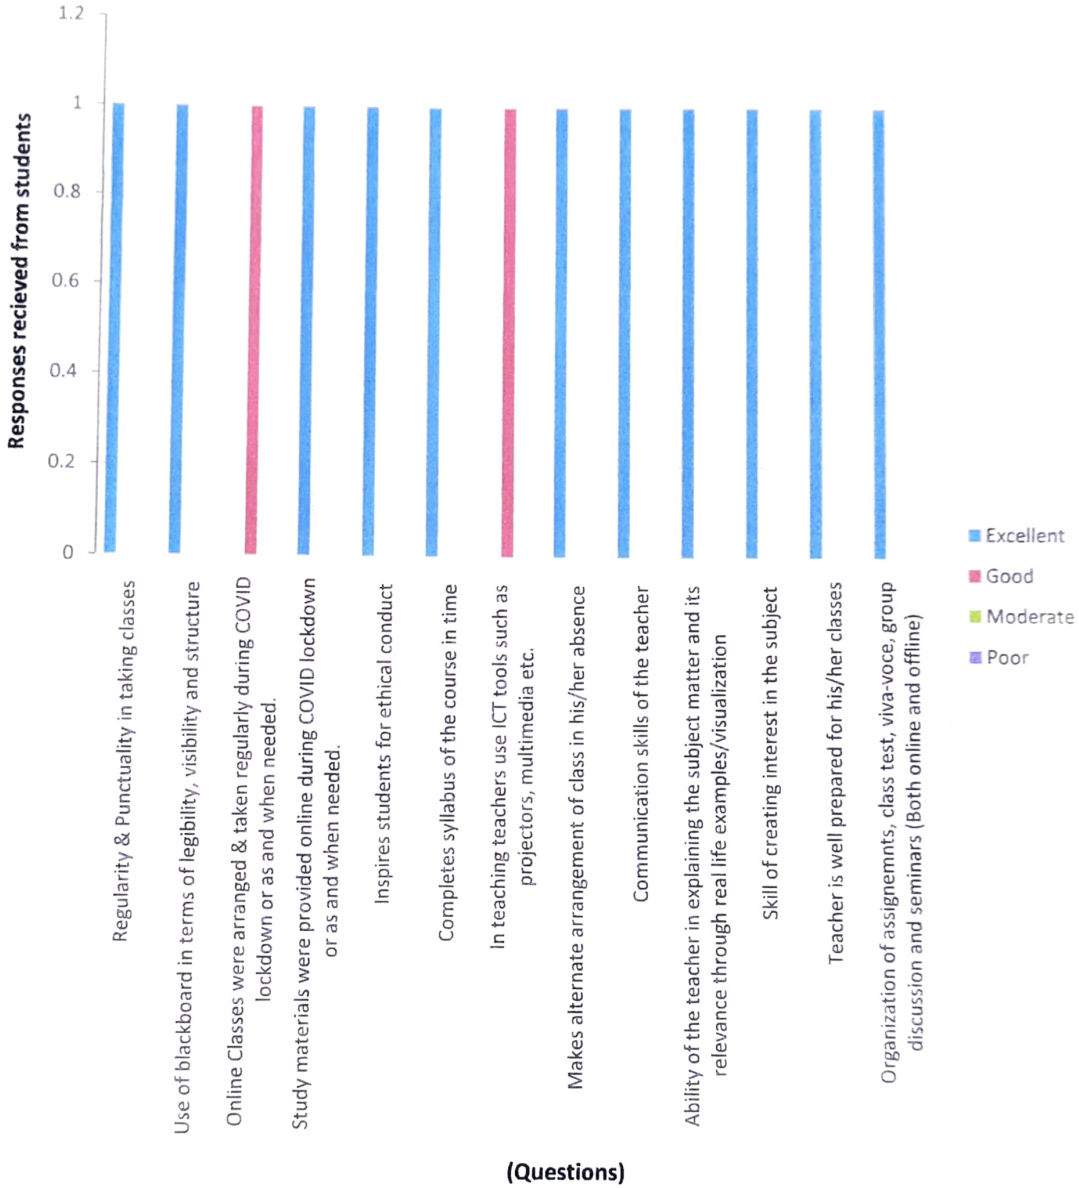 1.2
1
0.8
0.6
0.4
0.2
0
Responses recieved from students
Regularity & Punctuality in taking classes
Use of blackboard in terms of legibility, visibility and structure
Online Classes were arranged & taken regularly during COVID
lockdown or as and when needed.
Study materials were provided online during COVID lockdown
or as and when needed.
Inspires students for ethical conduct
Completes syllabus of the course in time
In teaching teachers use ICT tools such as
projectors, multimedia etc.
Makes alternate arrangement of class in his/her absence
Communication skills of the teacher
Ability of the teacher in explaining the subject matter and its
relevance through real life examples/visualization
Skill of creating interest in the subject
Teacher is well prepared for his/her classes
Organization of assignemnts, class test, viva-voce, group
discussion and seminars (Both online and offline)
Excellent
Good
Moderate
Poor
(Questions)